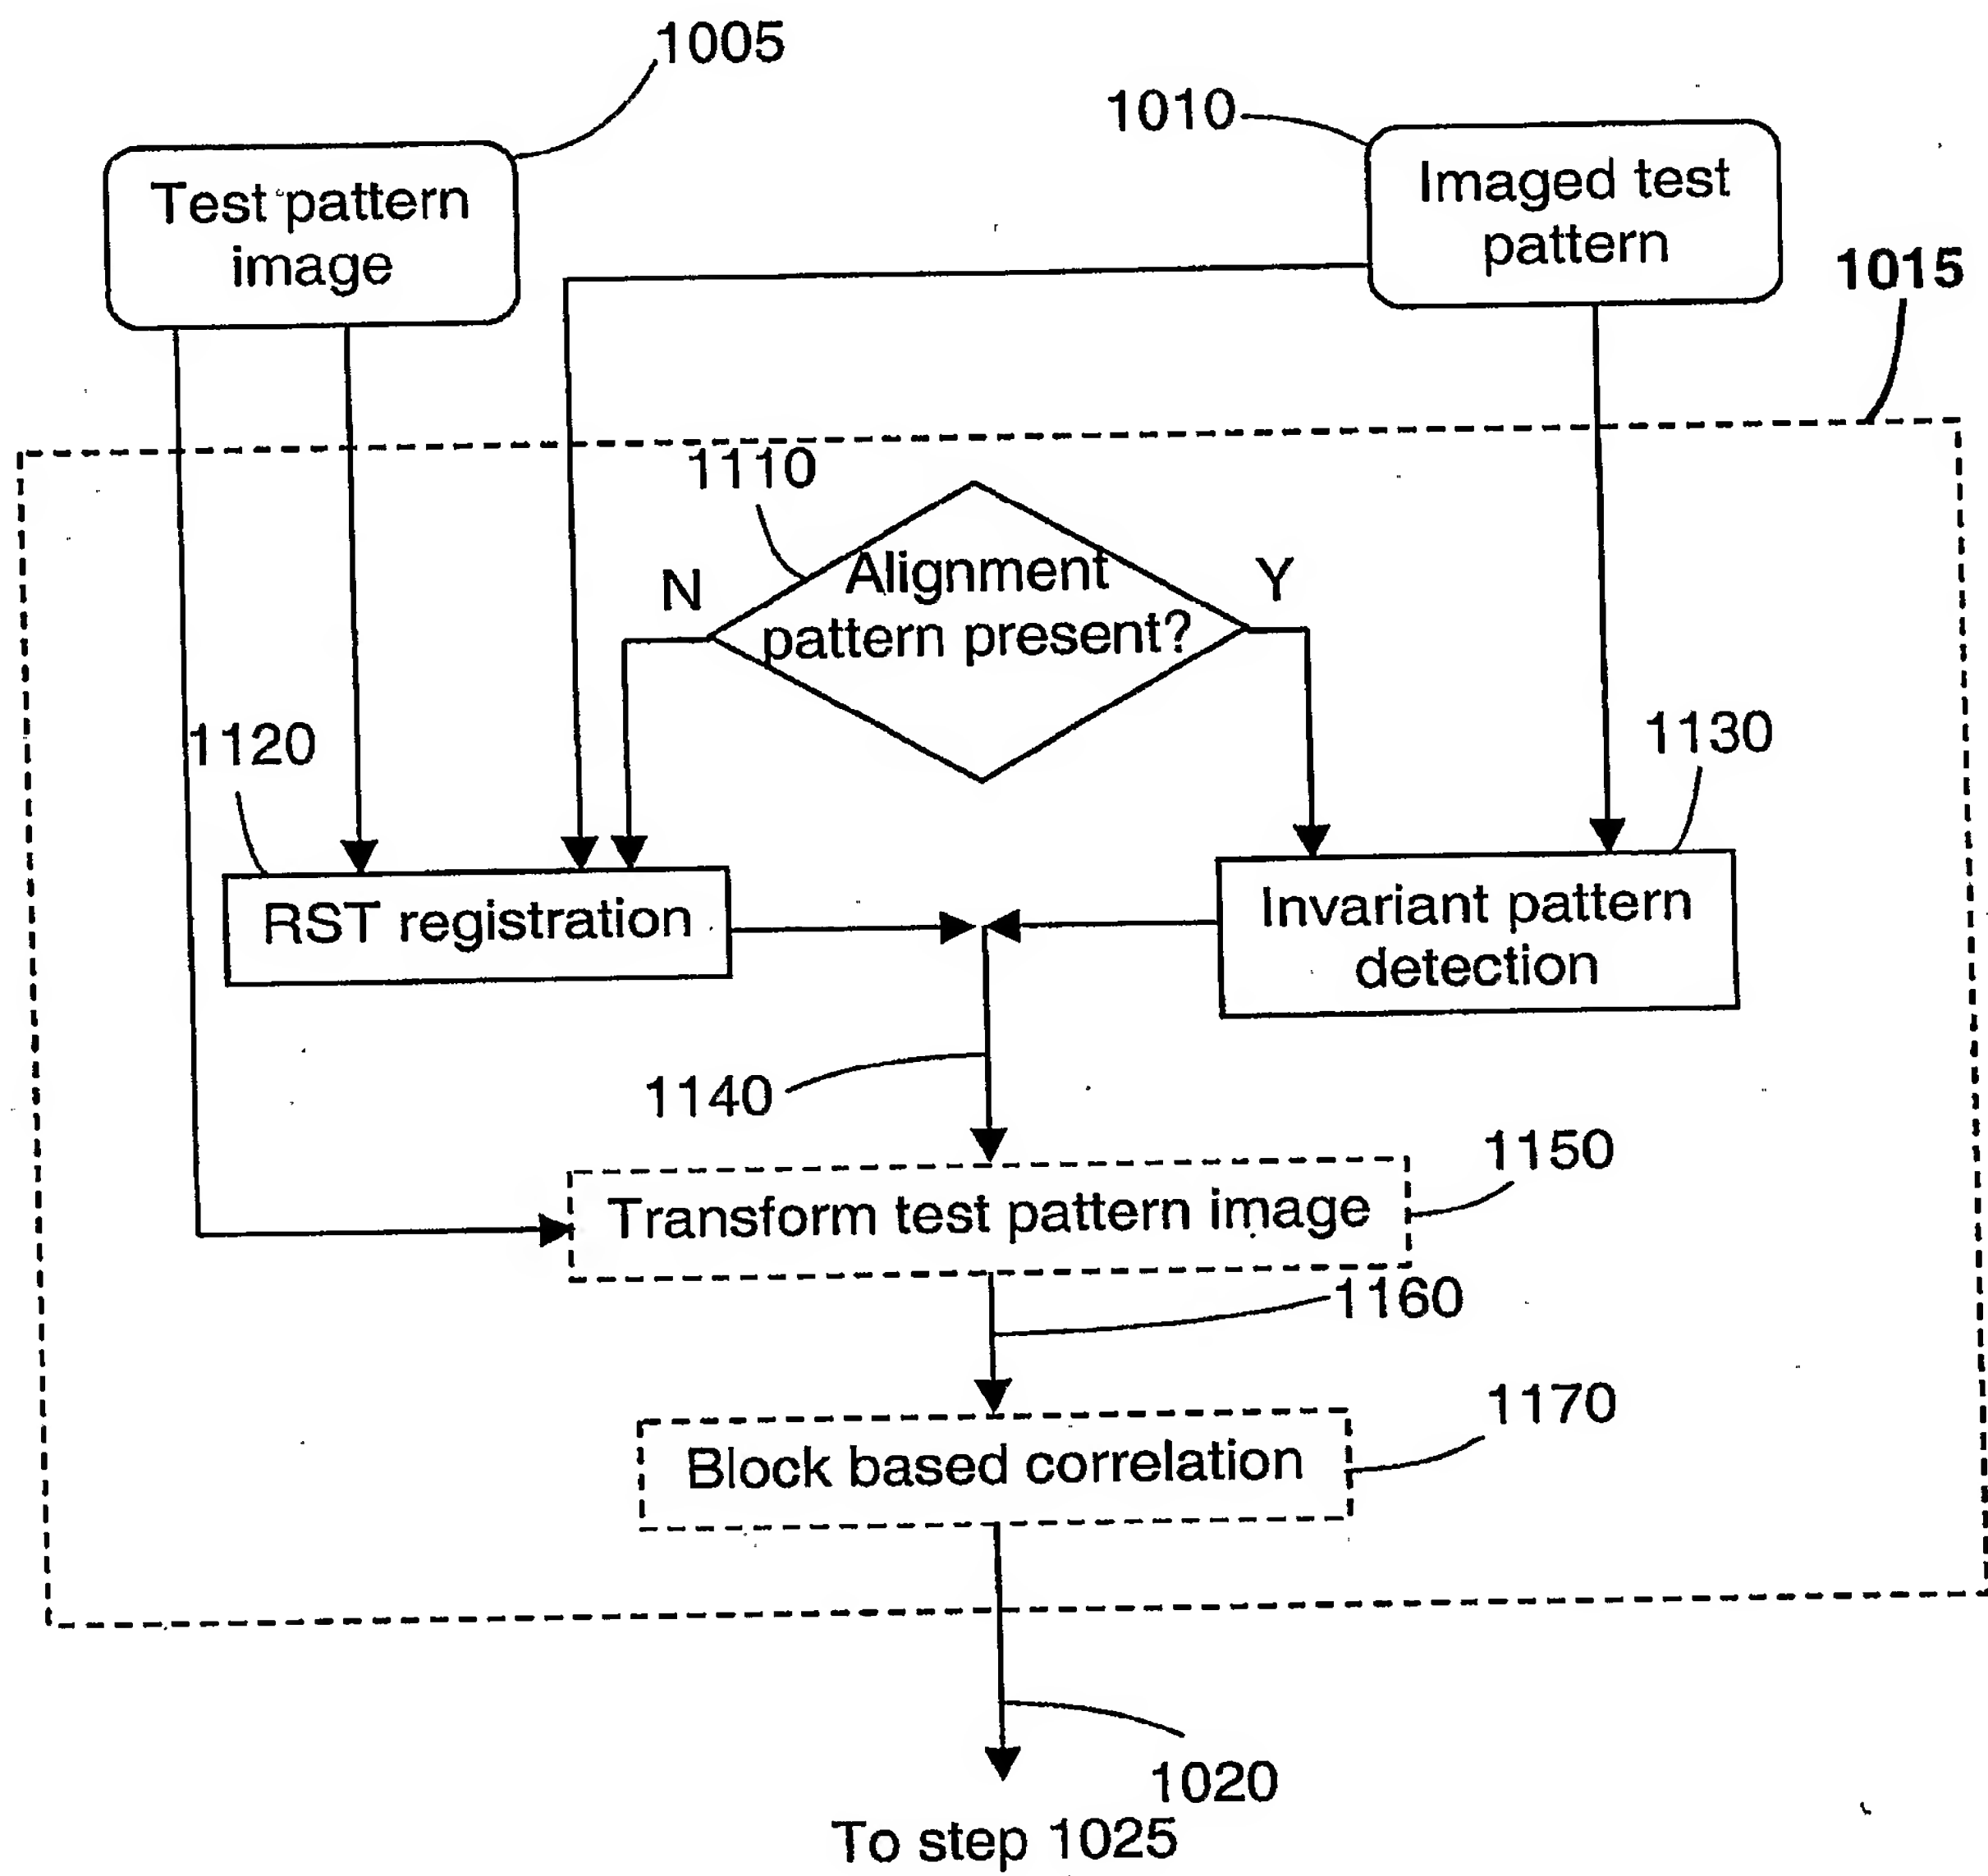 1005
1010
Test pattern
image
Imaged test
pattern
1015
1110
N
Alignment
pattern present?
Y
1120
1130
RST registration
Invariant pattern
detection
1140
1150
Transform test pattern image
1160
1170
Block based correlation
1020
To step 1025